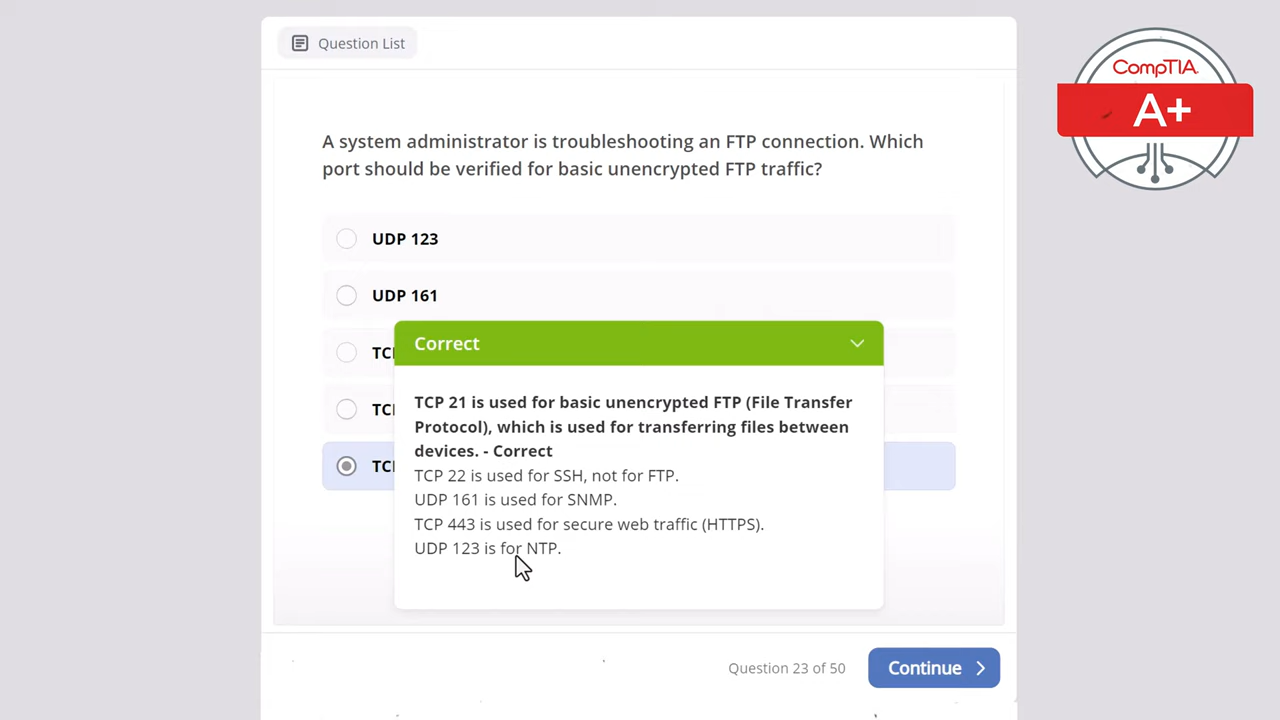 Question List
CompTIA
A+
A system administrator is troubleshooting an FTP connection. Which
port should be verified for basic unencrypted FTP traffic?
UDP 123
UDP 161
Correct
TCP 21 is used for basic unencrypted FTP (File Transfer
Protocol), which is used for transferring files between
devices. - Correct
TCP 22 is used for SSH, not for FTP.
UDP 161 is used for SNMP.
TCP 443 is used for secure web traffic (HTTPS).
UDP 123 is for NTP.
Question 23 of 50
Continue